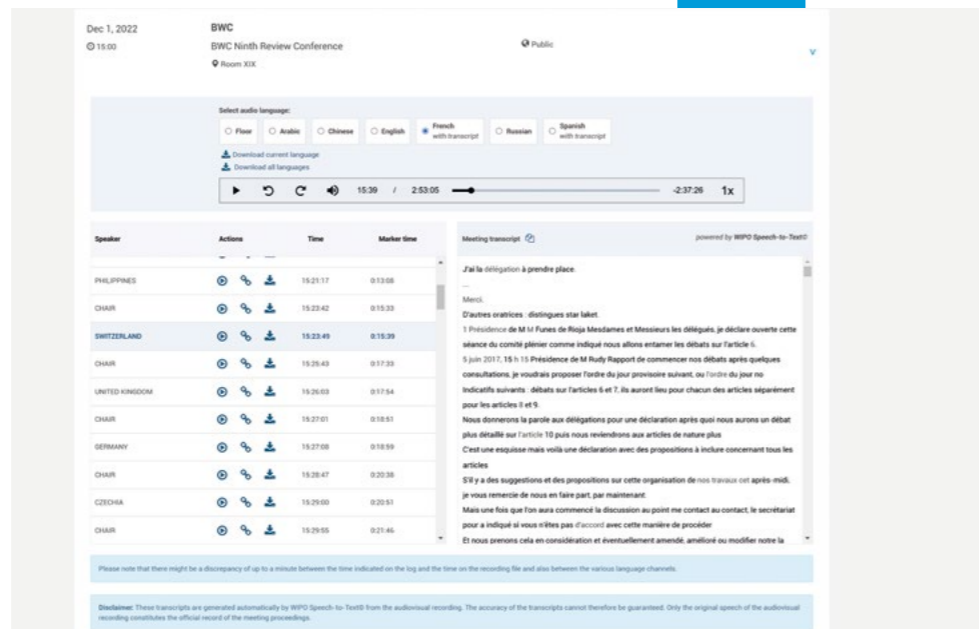 Dec 1, 2022
15:00
BWC
BWC Ninth Review Conference
Room XIX
Public
v
Select audio language:
Floor
Arabic
Chinese
English
French with transcript
Russian
Spanish with transcript
Download current language
Download all languages
15:39 / 2:53:05 -2:37:26 1x
Speaker Actions Time Marker time
PHILIPPINES 15:21:17 0:13:08
CHAIR 15:23:42 0:15:33
SWITZERLAND 15:23:49 0:15:39
CHAIR 15:25:43 0:17:33
UNITED KINGDOM 15:26:03 0:17:54
CHAIR 15:27:01 0:18:51
GERMANY 15:27:08 0:18:59
CHAIR 15:28:47 0:20:38
CZECHIA 15:29:00 0:20:51
CHAIR 15:29:55 0:21:46
Meeting transcript powered by WIPO Speech-to-Text©
J'ai la délégation à prendre place.
...
Merci.
D'autres oratrices : distingues star laket.
1 Présidence de M M Funes de Rioja Mesdames et Messieurs les délégués, je déclare ouverte cette
séance du comité plénier comme indiqué nous allons entamer les débats sur l'article 6.
5 juin 2017, 15 h 15 Présidence de M Rudy Rapport de commencer nos débats après quelques
consultations, je voudrais proposer l'ordre du jour provisoire suivant, ou l'ordre du jour no
Indicatifs suivants : débats sur l'articles 6 et 7, ils auront lieu pour chacun des articles séparément
pour les articles 8 et 9.
Nous donnerons la parole aux délégations pour une déclaration après quoi nous aurons un débat
plus détaillé sur l'article 10 puis nous reviendrons aux articles de nature plus
C'est une esquisse mais voilà une déclaration avec des propositions à inclure concernant tous les
articles
S'il y a des suggestions et des propositions sur cette organisation de nos travaux cet après-midi,
je vous remercie de nous en faire part, par maintenant.
Mais une fois que l'on aura commencé la discussion au point me contact au contact, le secrétariat
pour a indiqué si vous n'êtes pas d'accord avec cette manière de procéder
Et nous prenons cela en considération et éventuellement amendé, amélioré ou modifier notre la
Please note that there might be a discrepancy of up to a minute between the time indicated on the log and the time on the recording file and also between the various language channels.
Disclaimer: These transcripts are generated automatically by WIPO Speech-to-Text© from the audiovisual recording. The accuracy of the transcripts cannot therefore be guaranteed. Only the original speech of the audiovisual
recording constitutes the official record of the meeting proceedings.